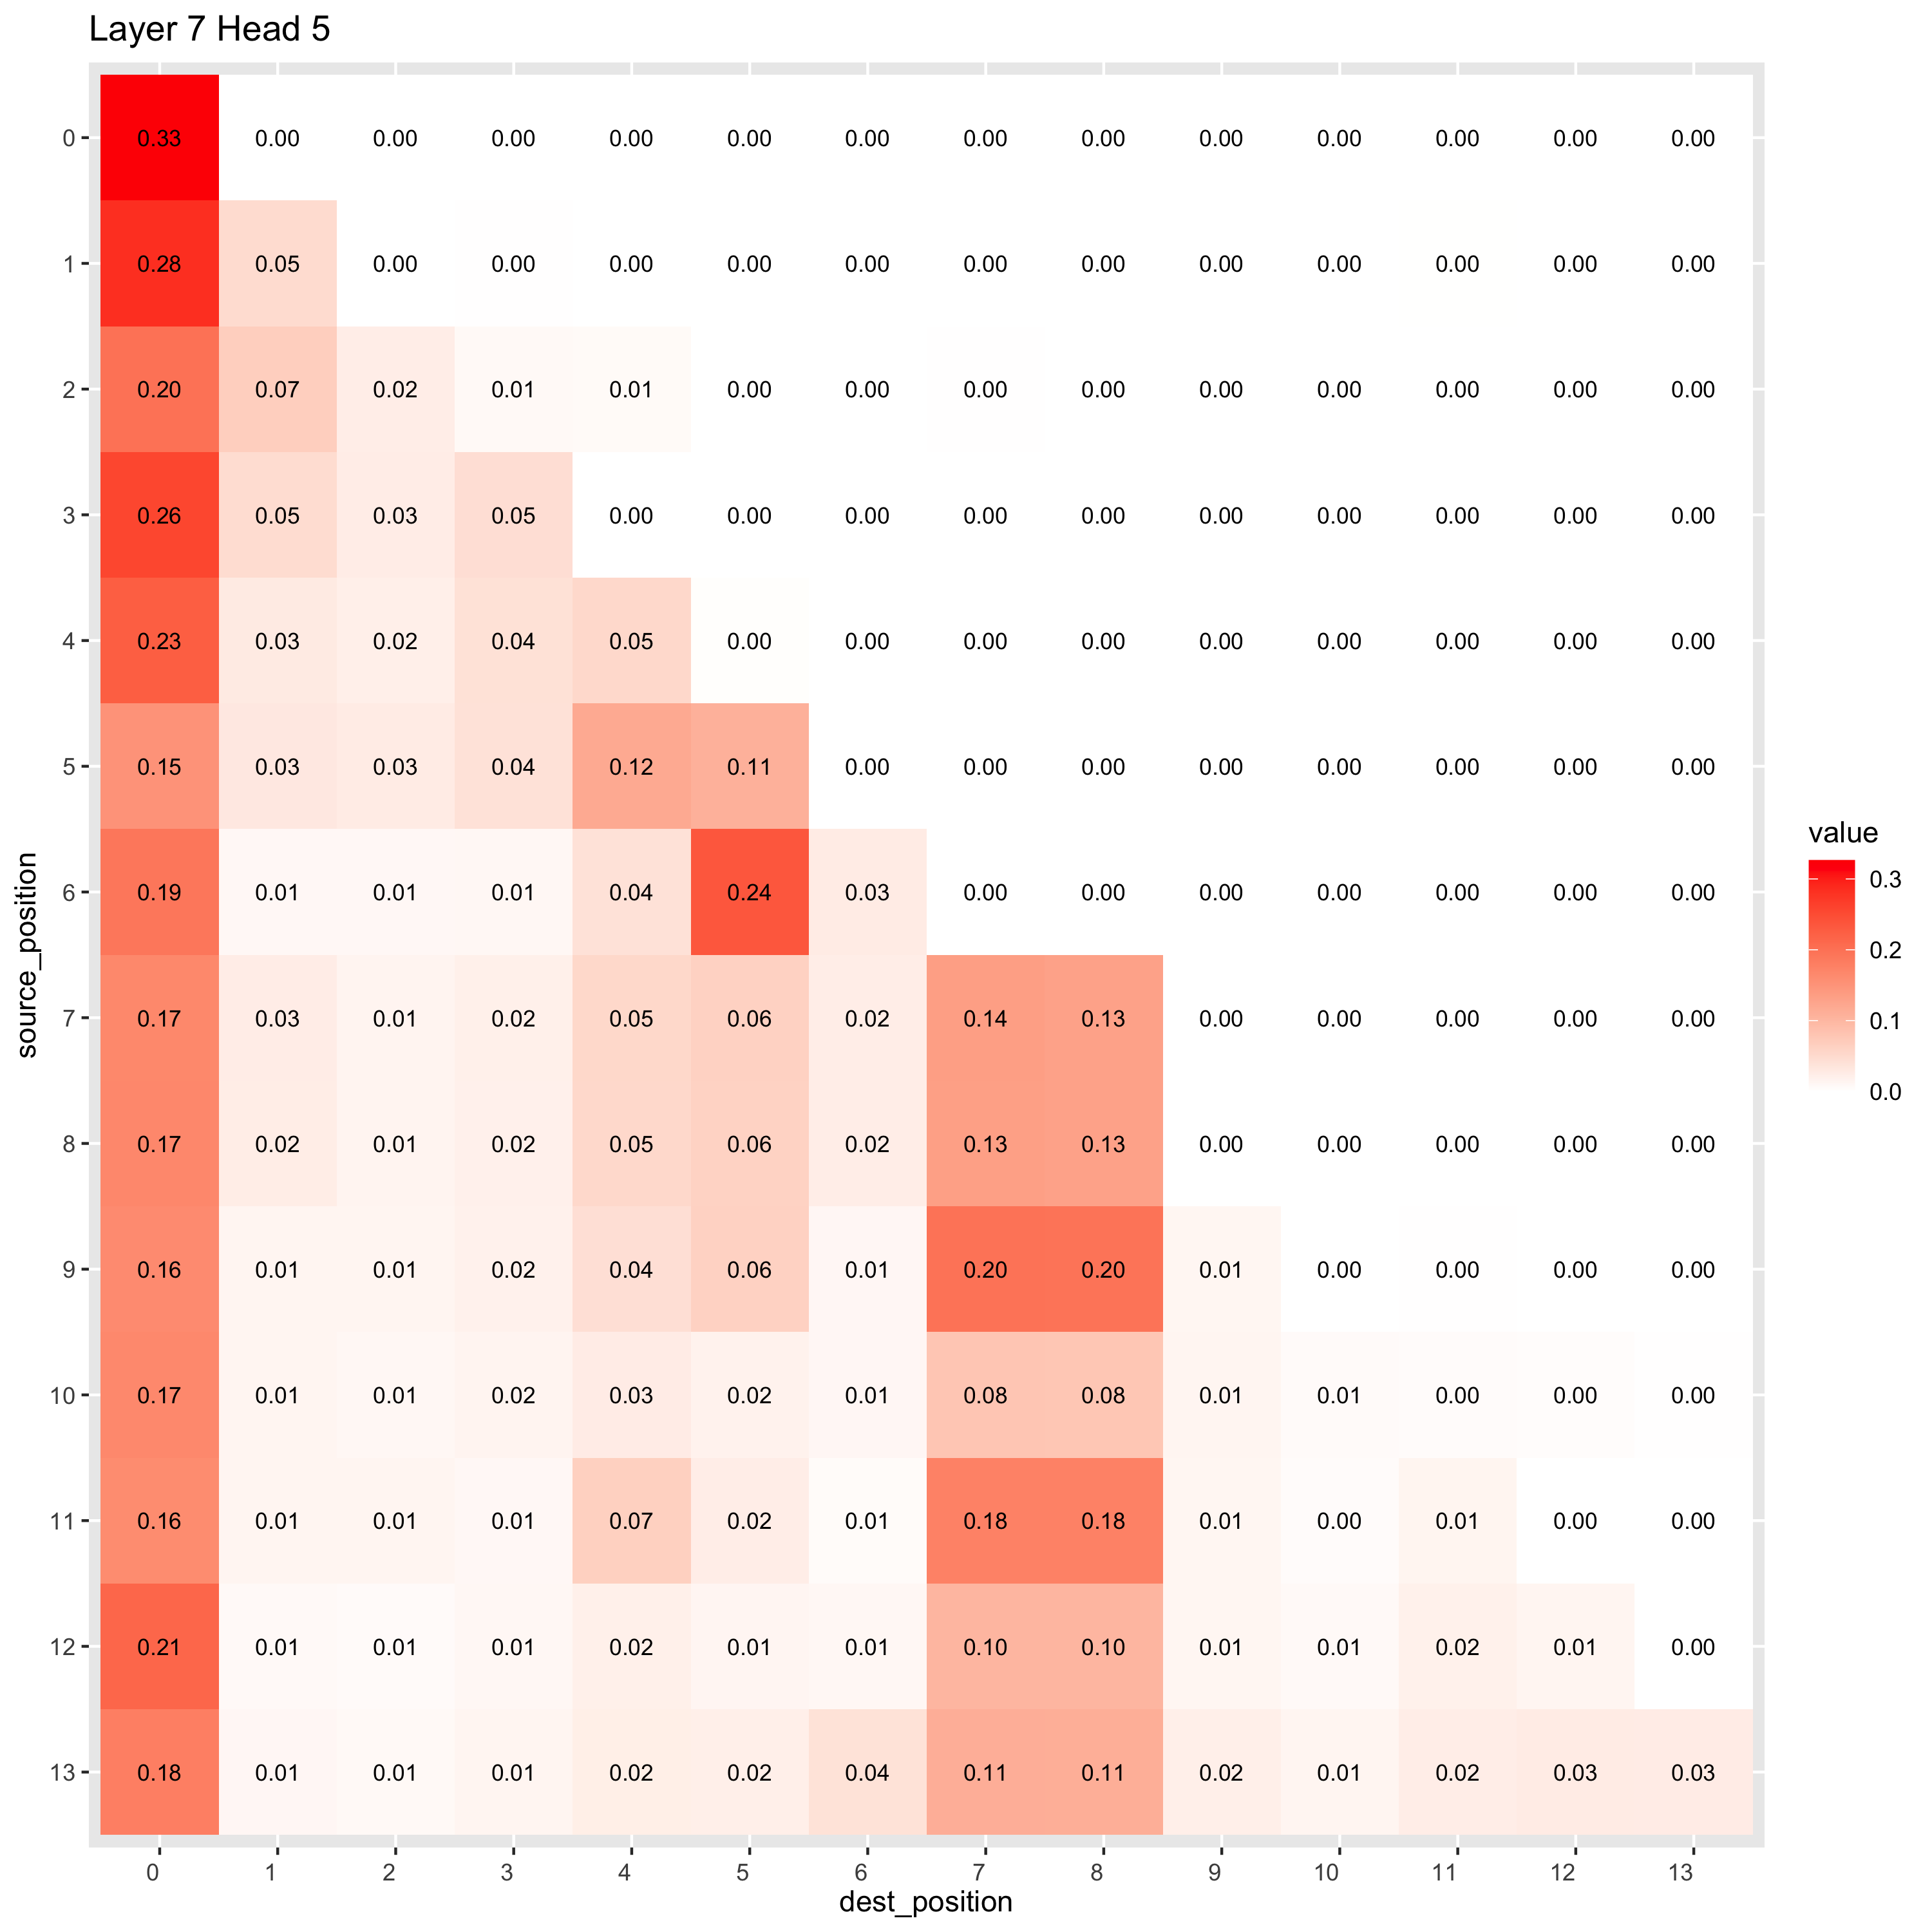 Layer 7 Head 5
0 0.33 0.00 0.00 0.00 0.00 0.00 0.00 0.00 0.00 0.00 0.00 0.00 0.00 0.00
1 0.28 0.05 0.00 0.00 0.00 0.00 0.00 0.00 0.00 0.00 0.00 0.00 0.00 0.00
2 0.20 0.07 0.02 0.01 0.01 0.00 0.00 0.00 0.00 0.00 0.00 0.00 0.00 0.00
3 0.26 0.05 0.03 0.05 0.00 0.00 0.00 0.00 0.00 0.00 0.00 0.00 0.00 0.00
4 0.23 0.03 0.02 0.04 0.05 0.00 0.00 0.00 0.00 0.00 0.00 0.00 0.00 0.00
5 0.15 0.03 0.03 0.04 0.12 0.11 0.00 0.00 0.00 0.00 0.00 0.00 0.00 0.00
6 0.19 0.01 0.01 0.01 0.04 0.24 0.03 0.00 0.00 0.00 0.00 0.00 0.00 0.00
7 0.17 0.03 0.01 0.02 0.05 0.06 0.02 0.14 0.13 0.00 0.00 0.00 0.00 0.00
8 0.17 0.02 0.01 0.02 0.05 0.06 0.02 0.13 0.13 0.00 0.00 0.00 0.00 0.00
9 0.16 0.01 0.01 0.02 0.04 0.06 0.01 0.20 0.20 0.01 0.00 0.00 0.00 0.00
10 0.17 0.01 0.01 0.02 0.03 0.02 0.01 0.08 0.08 0.01 0.01 0.00 0.00 0.00
11 0.16 0.01 0.01 0.01 0.07 0.02 0.01 0.18 0.18 0.01 0.00 0.01 0.00 0.00
12 0.21 0.01 0.01 0.01 0.02 0.01 0.01 0.10 0.10 0.01 0.01 0.02 0.01 0.00
13 0.18 0.01 0.01 0.01 0.02 0.02 0.04 0.11 0.11 0.02 0.01 0.02 0.03 0.03
0 1 2 3 4 5 6 7 8 9 10 11 12 13
dest_position
source_position
value
0.3
0.2
0.1
0.0